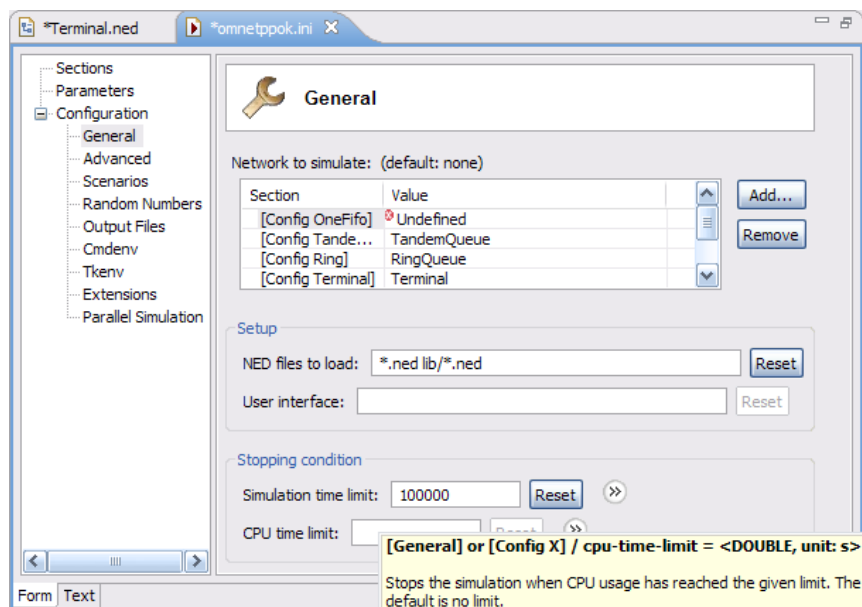 *Terminal.ned
*omnetppok.ini
Sections
Parameters
Configuration
General
Advanced
Scenarios
Random Numbers
Output Files
Cmdenv
Tkenv
Extensions
Parallel Simulation
General
Network to simulate: (default: none)
Section Value
[Config OneFifo] Undefined
[Config Tande... TandemQueue
[Config Ring] RingQueue
[Config Terminal] Terminal
Add...
Remove
Setup
NED files to load: *.ned lib/*.ned Reset
User interface: Reset
Stopping condition
Simulation time limit: 100000 Reset
CPU time limit: Reset
[General] or [Config X] / cpu-time-limit = <DOUBLE, unit: s>
Stops the simulation when CPU usage has reached the given limit. The
default is no limit.
Form Text